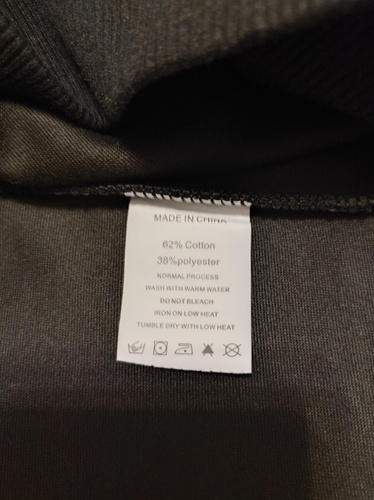 MADE IN CHINA
62% Cotton
38%polyester
NORMAL PROCESS
WASH WITH WARM WATER
DO NOT BLEACH
IRON ON LOW HEAT
TUMBLE DRY WITH LOW HEAT